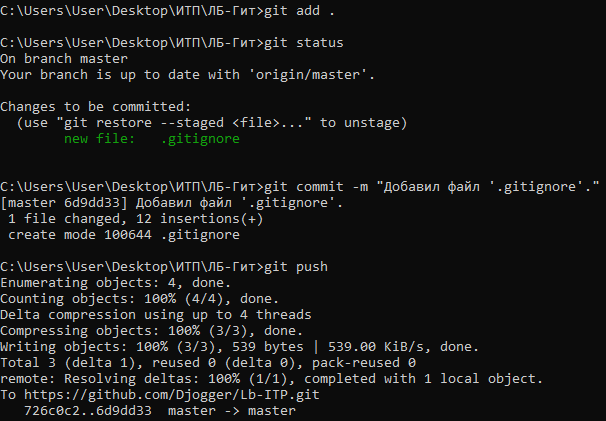 C:\Users\User\Desktop\ИТП\ЛБ-Гит>git add .
C:\Users\User\Desktop\ИТП\ЛБ-Гит>git status
On branch master
Your branch is up to date with 'origin/master'.
Changes to be committed:
  (use "git restore --staged <file>..." to unstage)
        new file:   .gitignore
C:\Users\User\Desktop\ИТП\ЛБ-Гит>git commit -m "Добавил файл '.gitignore'."
[master 6d9dd33] Добавил файл '.gitignore'.
 1 file changed, 12 insertions(+)
 create mode 100644 .gitignore
C:\Users\User\Desktop\ИТП\ЛБ-Гит>git push
Enumerating objects: 4, done.
Counting objects: 100% (4/4), done.
Delta compression using up to 4 threads
Compressing objects: 100% (3/3), done.
Writing objects: 100% (3/3), 539 bytes | 539.00 KiB/s, done.
Total 3 (delta 1), reused 0 (delta 0), pack-reused 0
remote: Resolving deltas: 100% (1/1), completed with 1 local object.
To https://github.com/Djogger/Lb-ITP.git
   726c0c2..6d9dd33  master -> master